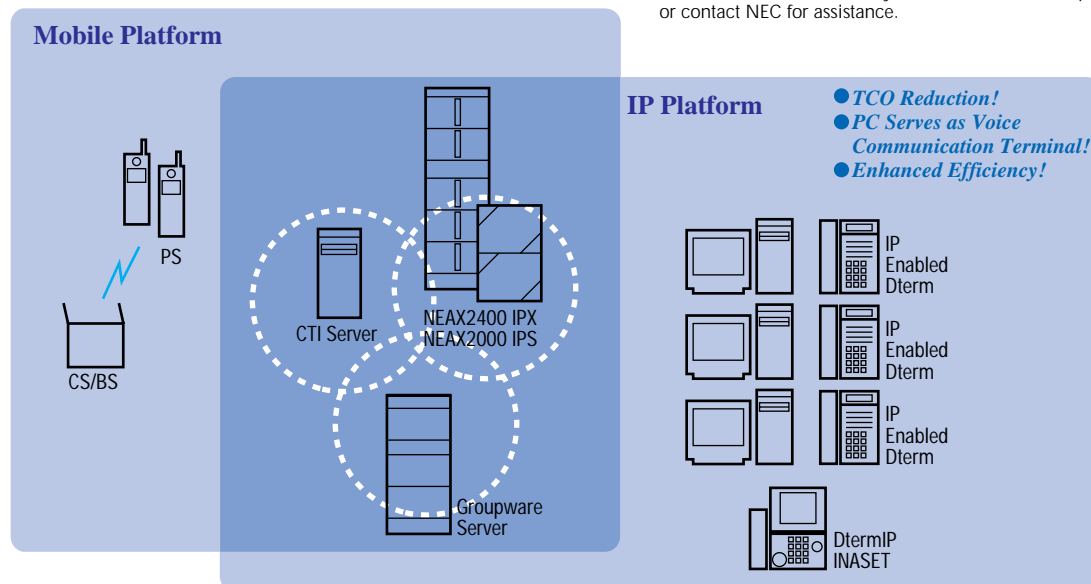 or contact NEC for assistance.
Mobile Platform
IP Platform
●TCO Reduction!
●PC Serves as Voice
Communication Terminal!
●Enhanced Efficiency!
PS
CS/BS
CTI Server
NEAX2400 IPX
NEAX2000 IPS
Groupware
Server
IP
Enabled
Dterm
IP
Enabled
Dterm
IP
Enabled
Dterm
DtermIP
INASET